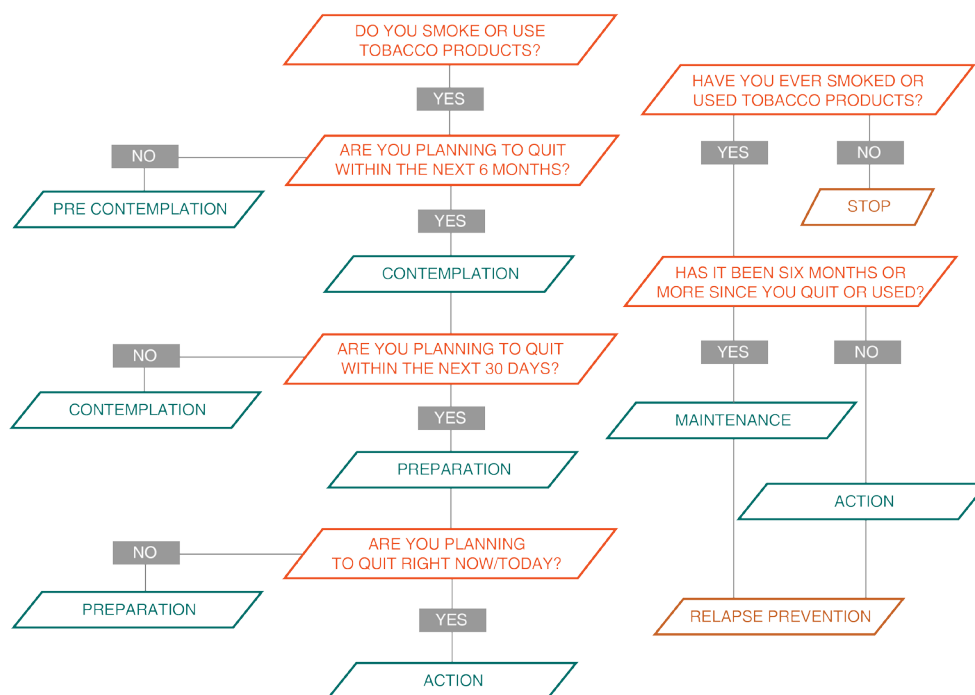 DO YOU SMOKE OR USE
TOBACCO PRODUCTS?
YES
ARE YOU PLANNING TO QUIT
WITHIN THE NEXT 6 MONTHS?
NO
PRE CONTEMPLATION
YES
CONTEMPLATION
ARE YOU PLANNING TO QUIT
WITHIN THE NEXT 30 DAYS?
NO
CONTEMPLATION
YES
PREPARATION
ARE YOU PLANNING
TO QUIT RIGHT NOW/TODAY?
NO
PREPARATION
YES
ACTION
HAVE YOU EVER SMOKED OR
USED TOBACCO PRODUCTS?
YES
NO
STOP
HAS IT BEEN SIX MONTHS OR
MORE SINCE YOU QUIT OR USED?
YES
NO
MAINTENANCE
ACTION
RELAPSE PREVENTION